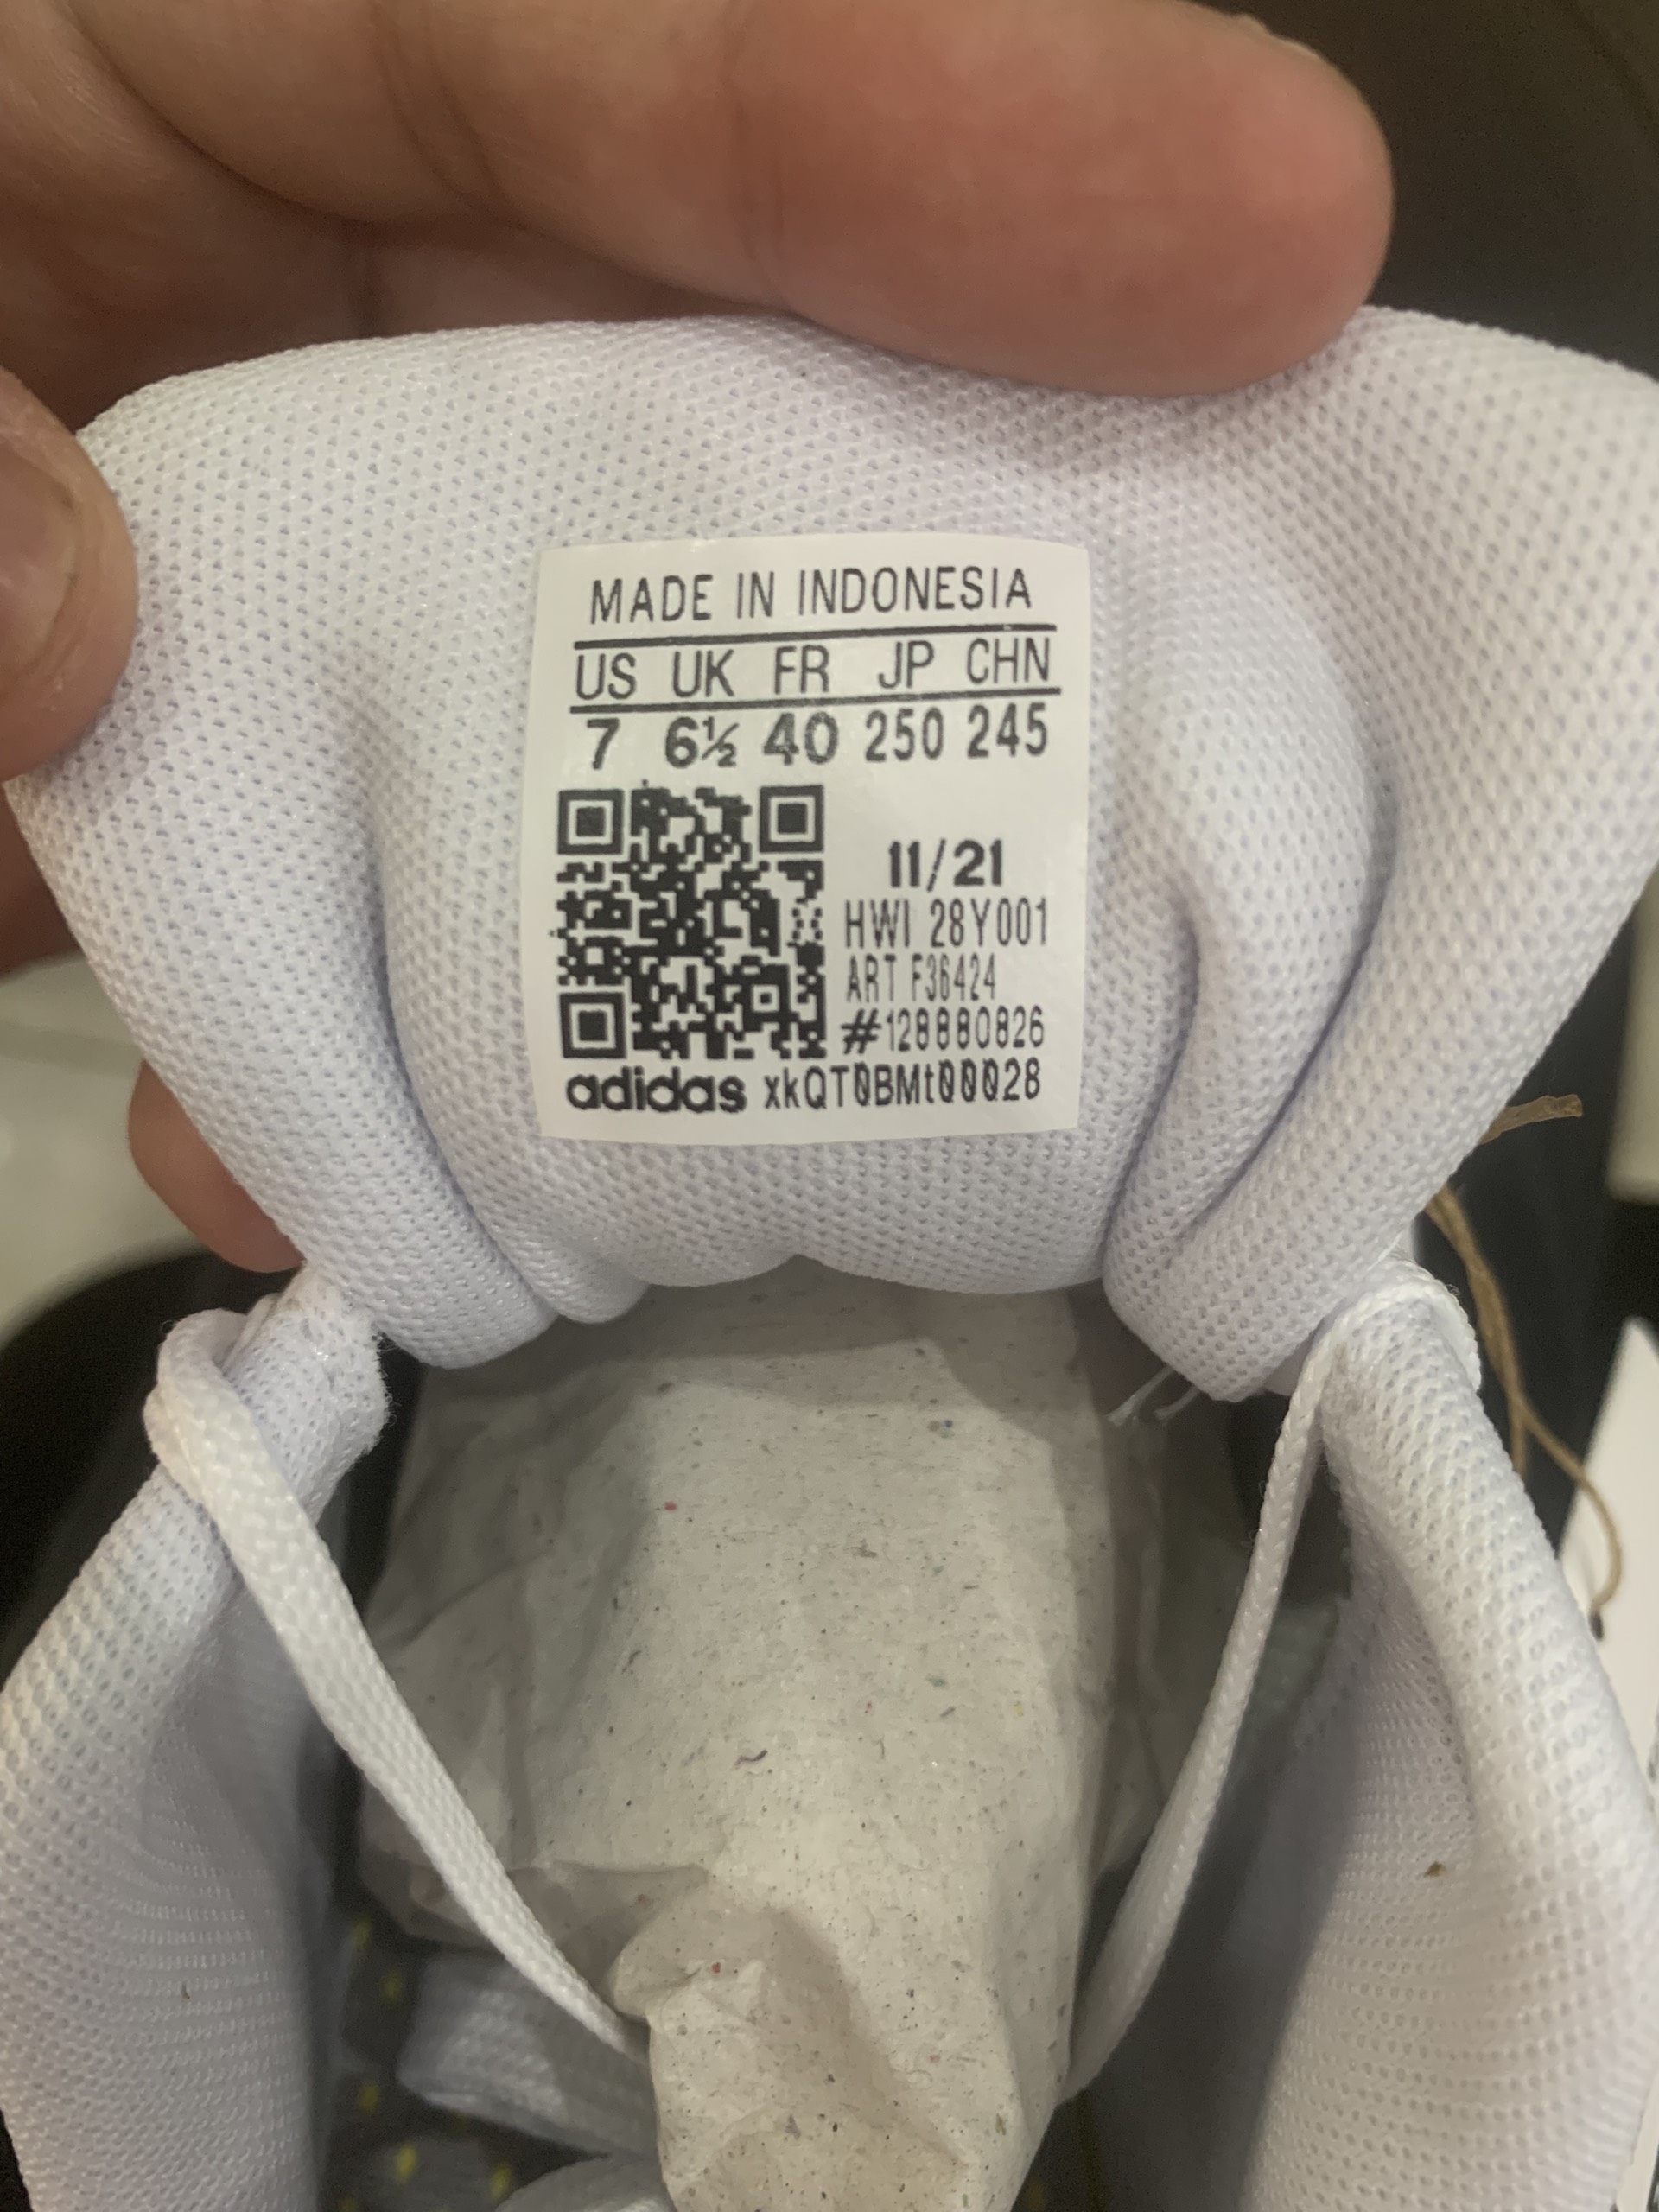 MADE IN INDONESIA
US UK FR JP CHN
7 6½ 40 250 245
11/21
HWI 28Y001
ART F36424
#128880826
adidas xkQT0BMt00028